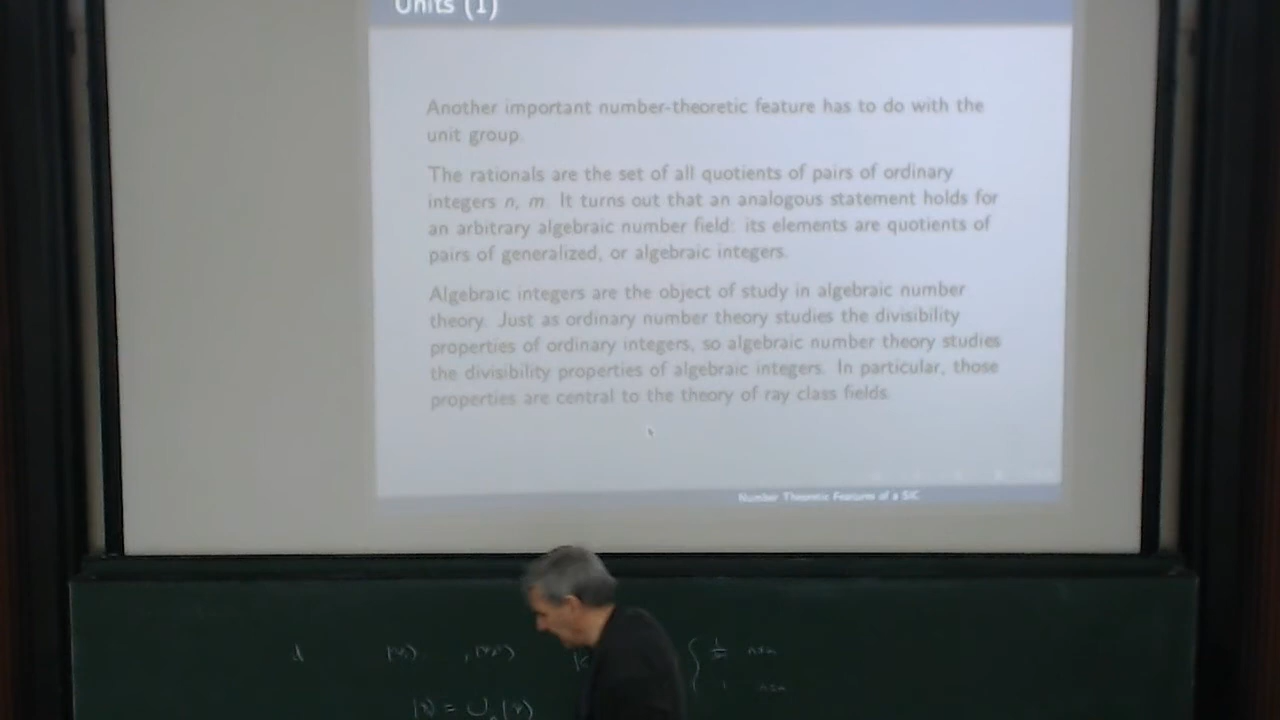 Units (1)
Another important number-theoretic feature has to do with the
unit group.
The rationals are the set of all quotients of pairs of ordinary
integers n, m. It turns out that an analogous statement holds for
an arbitrary algebraic number field: its elements are quotients of
pairs of generalized, or algebraic integers.
Algebraic integers are the object of study in algebraic number
theory. Just as ordinary number theory studies the divisibility
properties of ordinary integers, so algebraic number theory studies
the divisibility properties of algebraic integers. In particular, those
properties are central to the theory of ray class fields.
Number Theoretic Features of a SIC